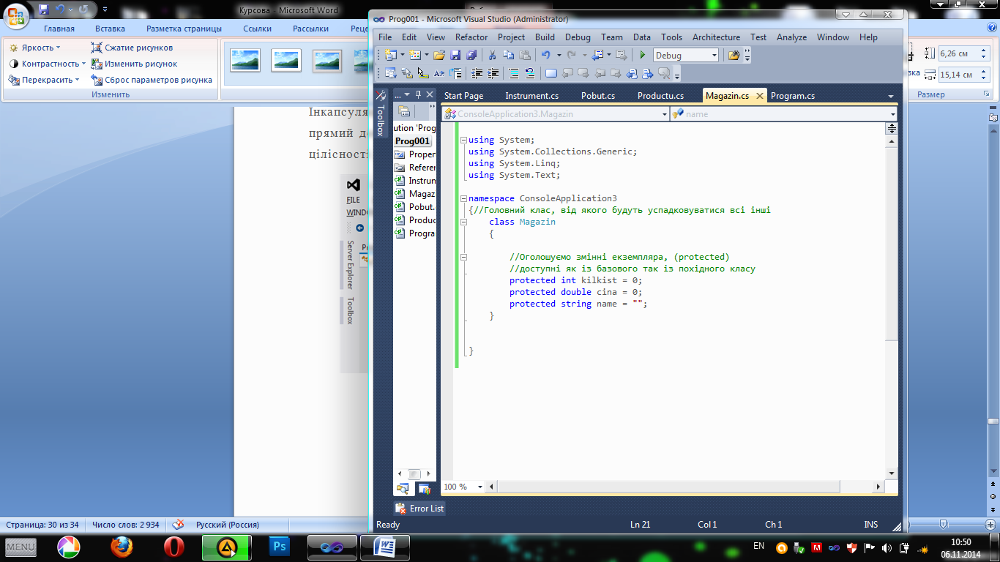 Курсова - Microsoft Word
Главная Вставка Разметка страницы Ссылки Рассылки Реце
Яркость Сжатие рисунков
Контрастность Изменить рисунок
Перекрасить Сброс параметров рисунка
Изменить
6,26 см
15,14 см
Размер
Інкапсуля
прямий д
цілісност
FILE
WINDO
Server Explorer
Toolbox
Prog001 - Microsoft Visual Studio (Administrator)
File Edit View Refactor Project Build Debug Team Data Tools Architecture Test Analyze Window Help
Debug
Toolbox
Start Page Instrument.cs Pobut.cs Productu.cs Magazin.cs Program.cs
ConsoleApplication3.Magazin name
ution 'Prog
Prog001
Proper
Referer
Instrun
Magaz
Pobut.
Produc
Progra
using System;
using System.Collections.Generic;
using System.Linq;
using System.Text;
namespace ConsoleApplication3
{//Головний клас, від якого будуть успадковуватися всі інші
class Magazin
{
//Оголошуємо змінні екземпляра, (protected)
//доступні як із базового так із похідного класу
protected int kilkist = 0;
protected double cina = 0;
protected string name = "";
}
}
100 %
Error List
Ready Ln 21 Col 1 Ch 1 INS
Страница: 30 из 34 Число слов: 2 934 Русский (Россия)
MENU Ps EN 10:50
06.11.2014